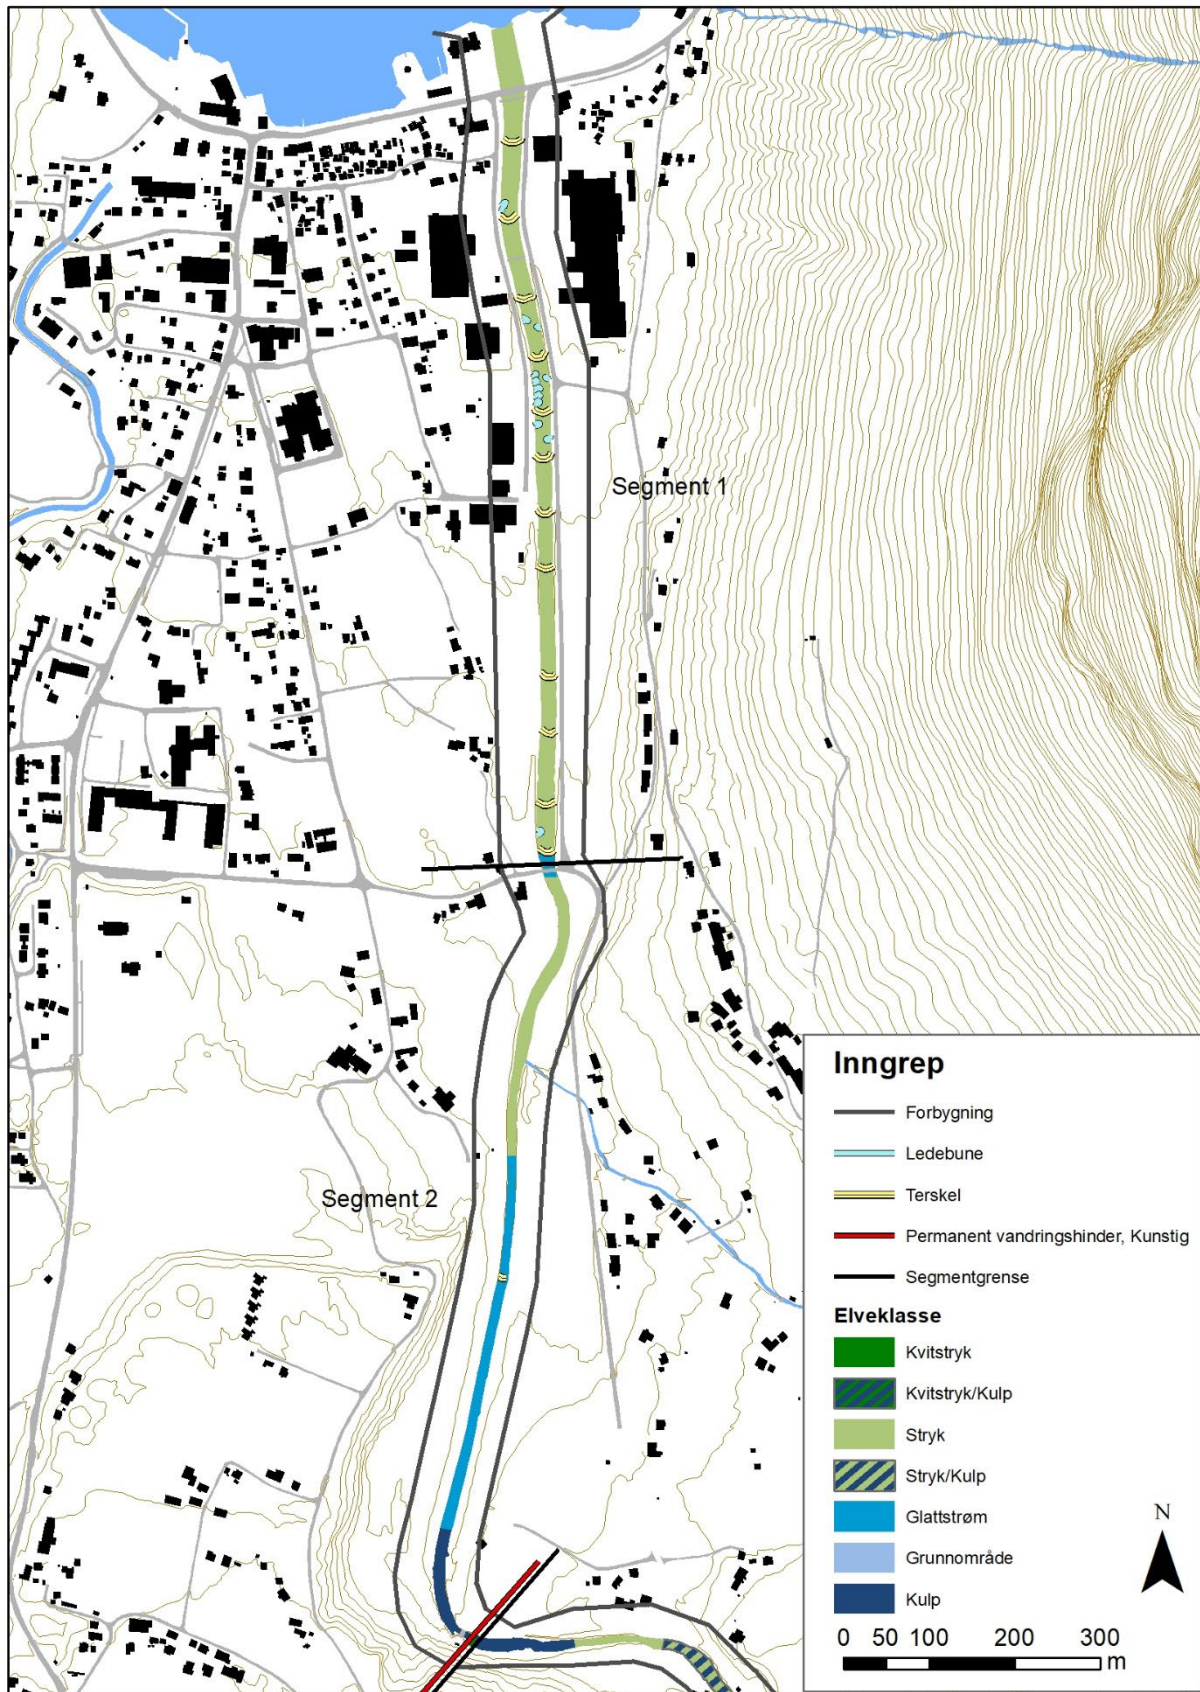 Segment 1
Segment 2
Inngrep
Forbygning
Ledebune
Terskel
Permanent vandringshinder, Kunstig
Segmentgrense
Elveklasse
Kvitstryk
Kvitstryk/Kulp
Stryk
Stryk/Kulp
Glattstrøm
Grunnområde
Kulp
N
0 50 100 200 300
m